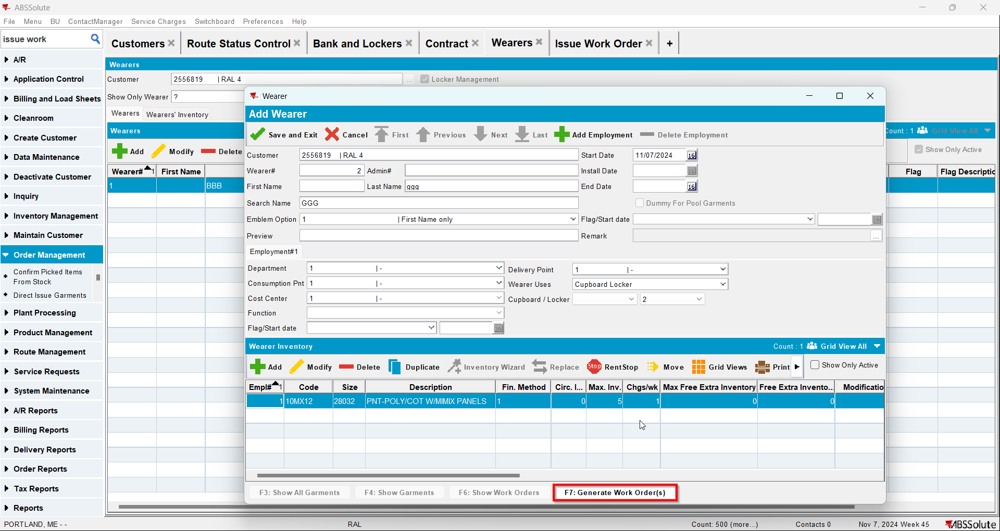 ABSSolute
File Menu BU ContactManager Service Charges Switchboard Preferences Help
issue work
Customers Route Status Control Bank and Lockers Contract Wearers Issue Work Order +
A/R
Application Control
Billing and Load Sheets
Cleanroom
Create Customer
Data Maintenance
Deactivate Customer
Inquiry
Inventory Management
Maintain Customer
Order Management
Confirm Picked Items
From Stock
Direct Issue Garments
Plant Processing
Product Management
Route Management
Service Requests
System Maintenance
A/R Reports
Billing Reports
Delivery Reports
Order Reports
Tax Reports
Reports
Wearers
Customer 2556819 | RAL 4 ... Locker Management
Show Only Wearer ?
Wearers Wearers' Inventory
Wearers
Count : 1 Grid View All
Add Modify Delete
Show Only Active
Wearer# 1 First Name
Flag Flag Descriptic
1 BBB
Wearer
Add Wearer
Save and Exit Cancel First Previous Next Last Add Employment Delete Employment
Customer 2556819 | RAL 4 Start Date 11/07/2024 16
Wearer# 2 Admin# Install Date 16
First Name Last Name ggg End Date 16
Search Name GGG Dummy For Pool Garments
Emblem Option 1 | First Name only Flag/Start date 16
Preview Remark ...
Employment#1
Department 1 | - Delivery Point 1 | -
Consumption Pnt 1 | - Wearer Uses Cupboard Locker
Cost Center 1 | - Cupboard / Locker 2
Function
Flag/Start date 16
Wearer Inventory Count : 1 Grid View All
Add Modify Delete Duplicate Inventory Wizard Replace Stop RentStop Move Grid Views Print Show Only Active
Empl# 1 Code Size Description Fin. Method Circ. I... Max. Inv. Chgs/wk Max Free Extra Inventory Free Extra Invento... Modificatio
1 10MX12 28032 PNT-POLY/COT W/MIMIX PANELS 1 0 5 1 0 0
F3: Show All Garments F4: Show Garments F6: Show Work Orders F7: Generate Work Order(s)
PORTLAND, ME - - RAL Count: 500 (more...) Contacts 0 Nov 7, 2024 Week 45 ABSSolute